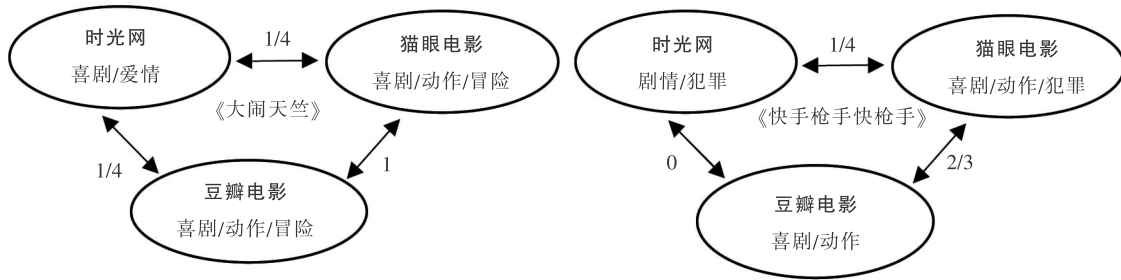 时光网
喜剧/爱情
1/4
猫眼电影
喜剧/动作/冒险
《大闹天竺》
1/4
1
豆瓣电影
喜剧/动作/冒险
时光网
剧情/犯罪
1/4
猫眼电影
喜剧/动作/犯罪
《快手枪手快枪手》
0
2/3
豆瓣电影
喜剧/动作